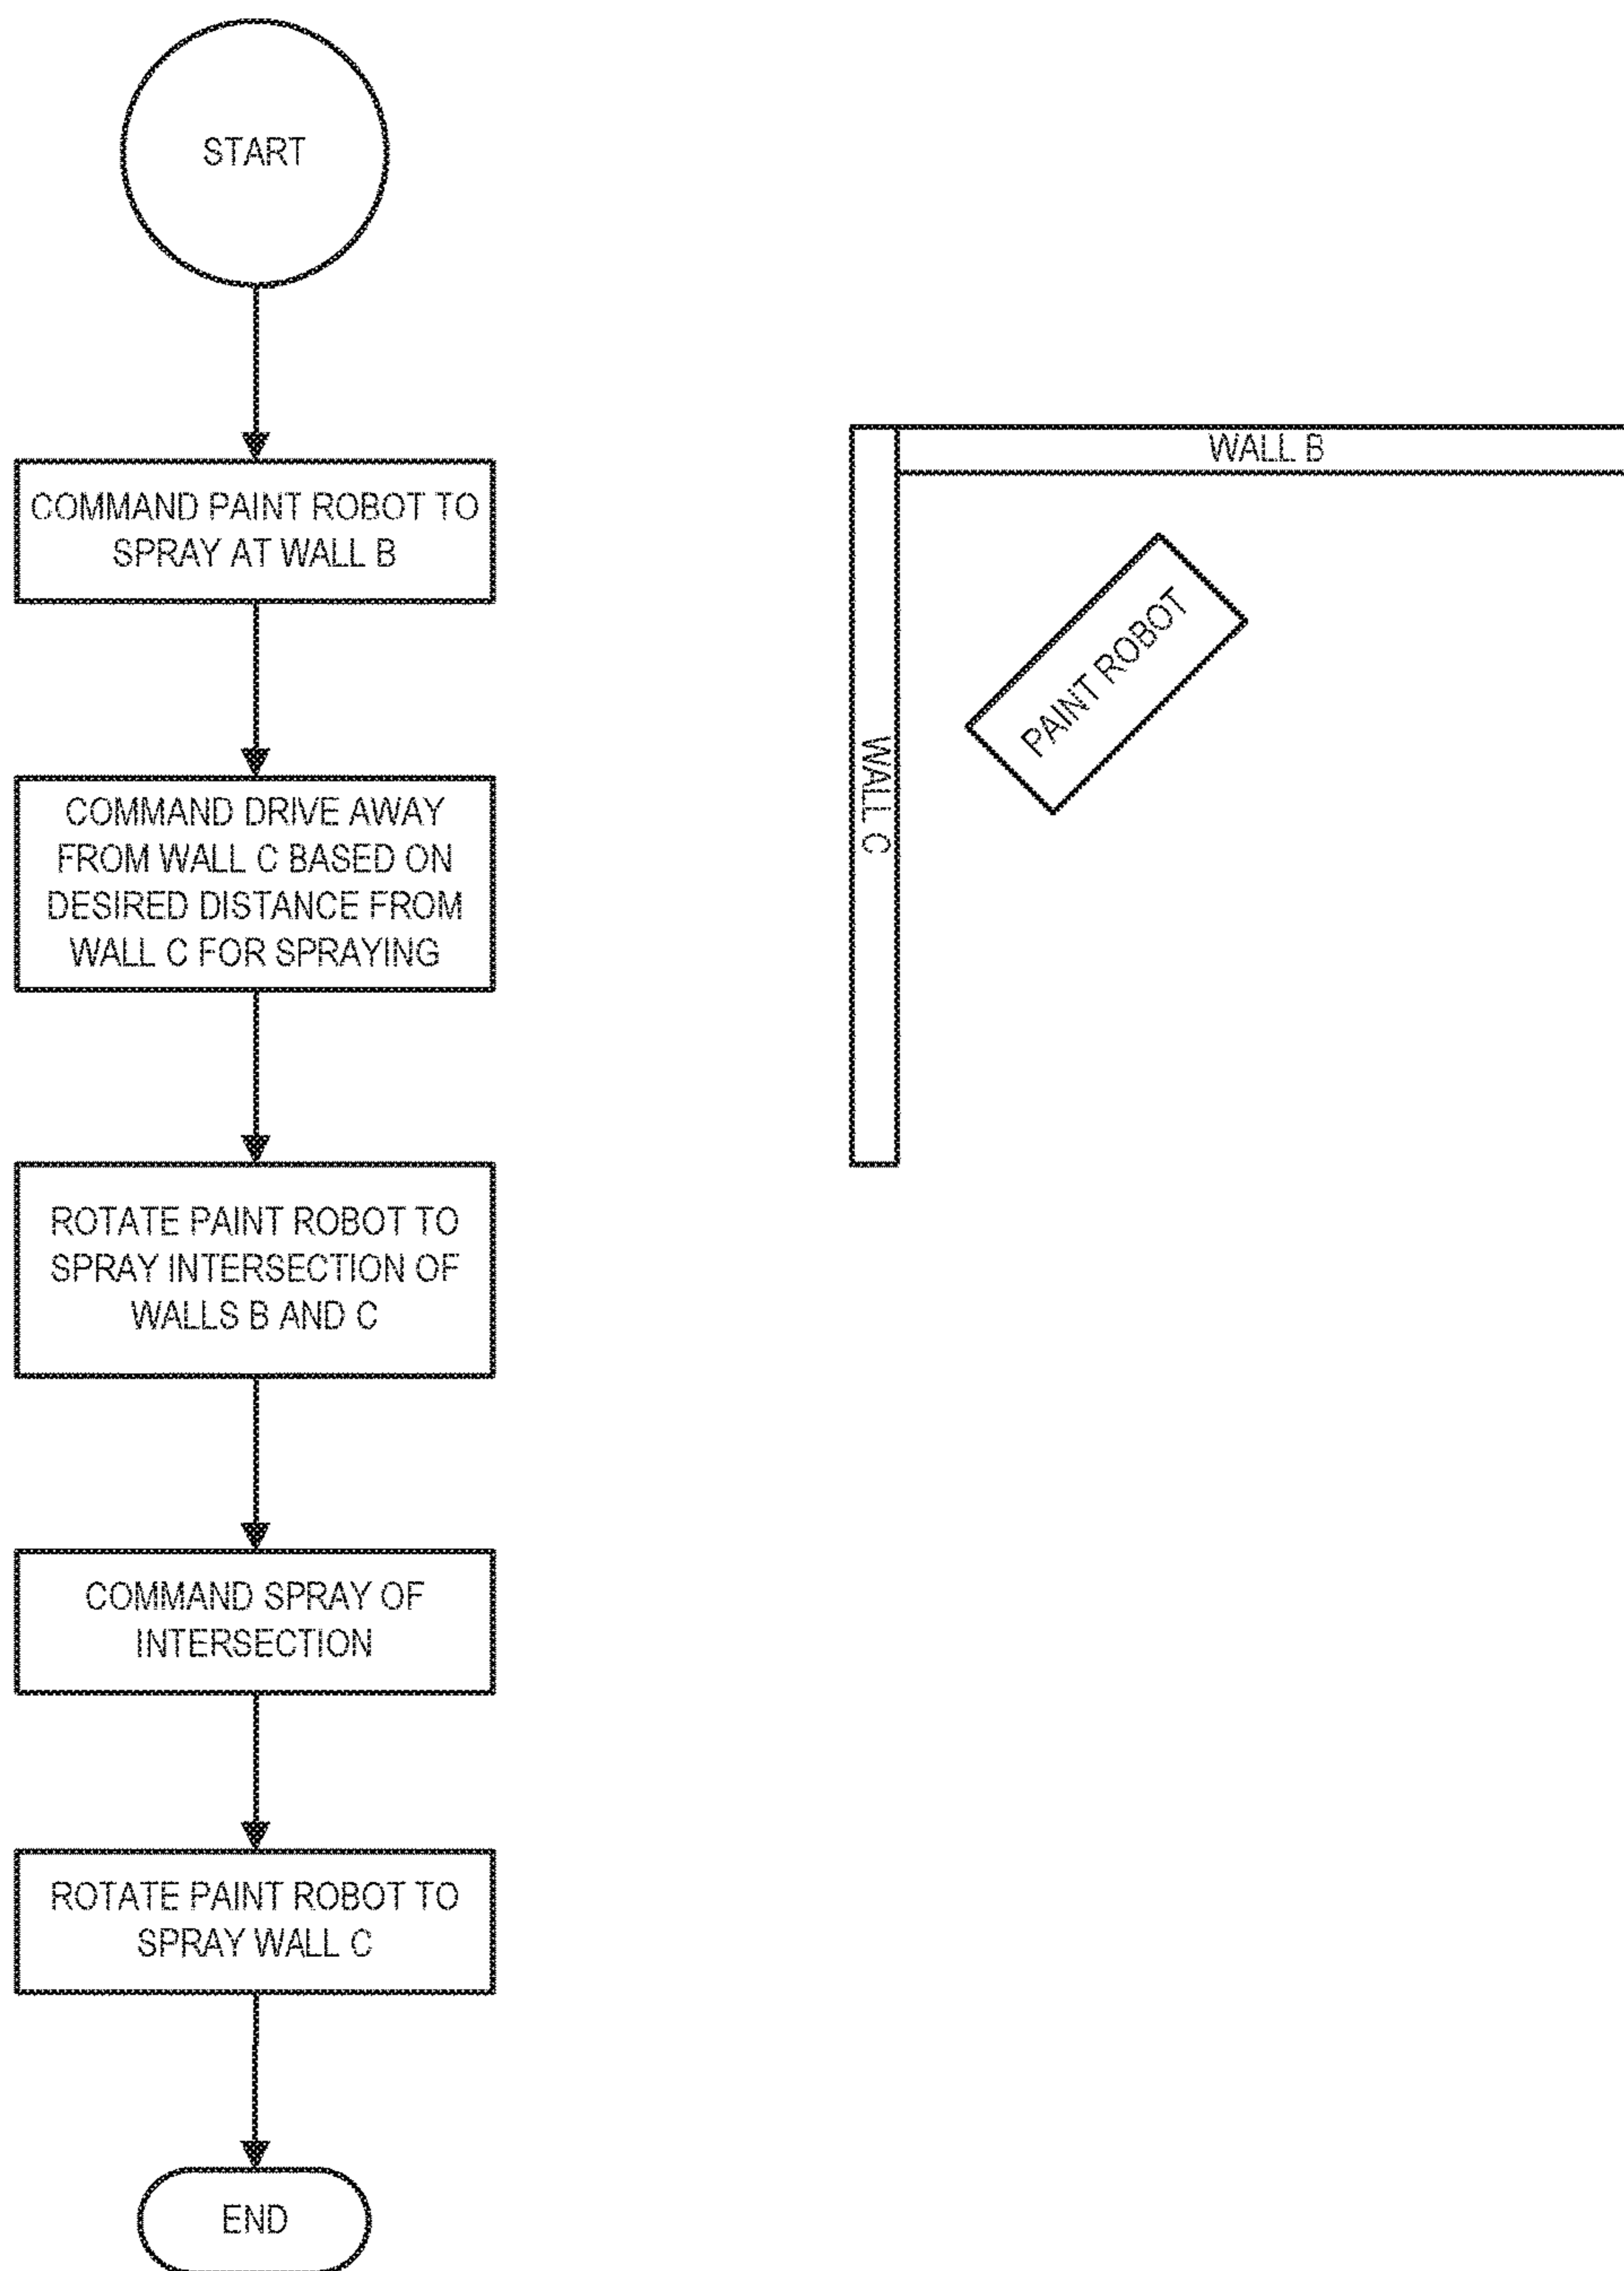 START
COMMAND PAINT ROBOT TO
SPRAY AT WALL B
COMMAND DRIVE AWAY
FROM WALL C BASED ON
DESIRED DISTANCE FROM
WALL C FOR SPRAYING
ROTATE PAINT ROBOT TO
SPRAY INTERSECTION OF
WALLS B AND C
COMMAND SPRAY OF
INTERSECTION
ROTATE PAINT ROBOT TO
SPRAY WALL C
END
WALL B
PAINT ROBOT
WALL C